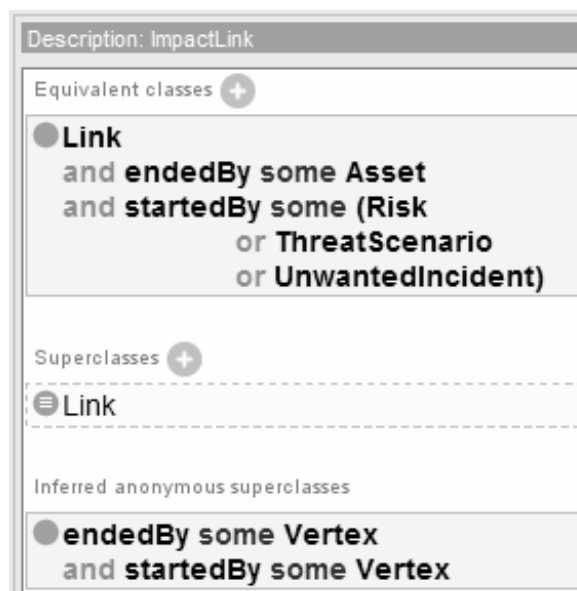 Description: ImpactLink
Equivalent classes
Link
and endedBy some Asset
and startedBy some (Risk
or ThreatScenario
or UnwantedIncident)
Superclasses
Link
Inferred anonymous superclasses
endedBy some Vertex
and startedBy some Vertex